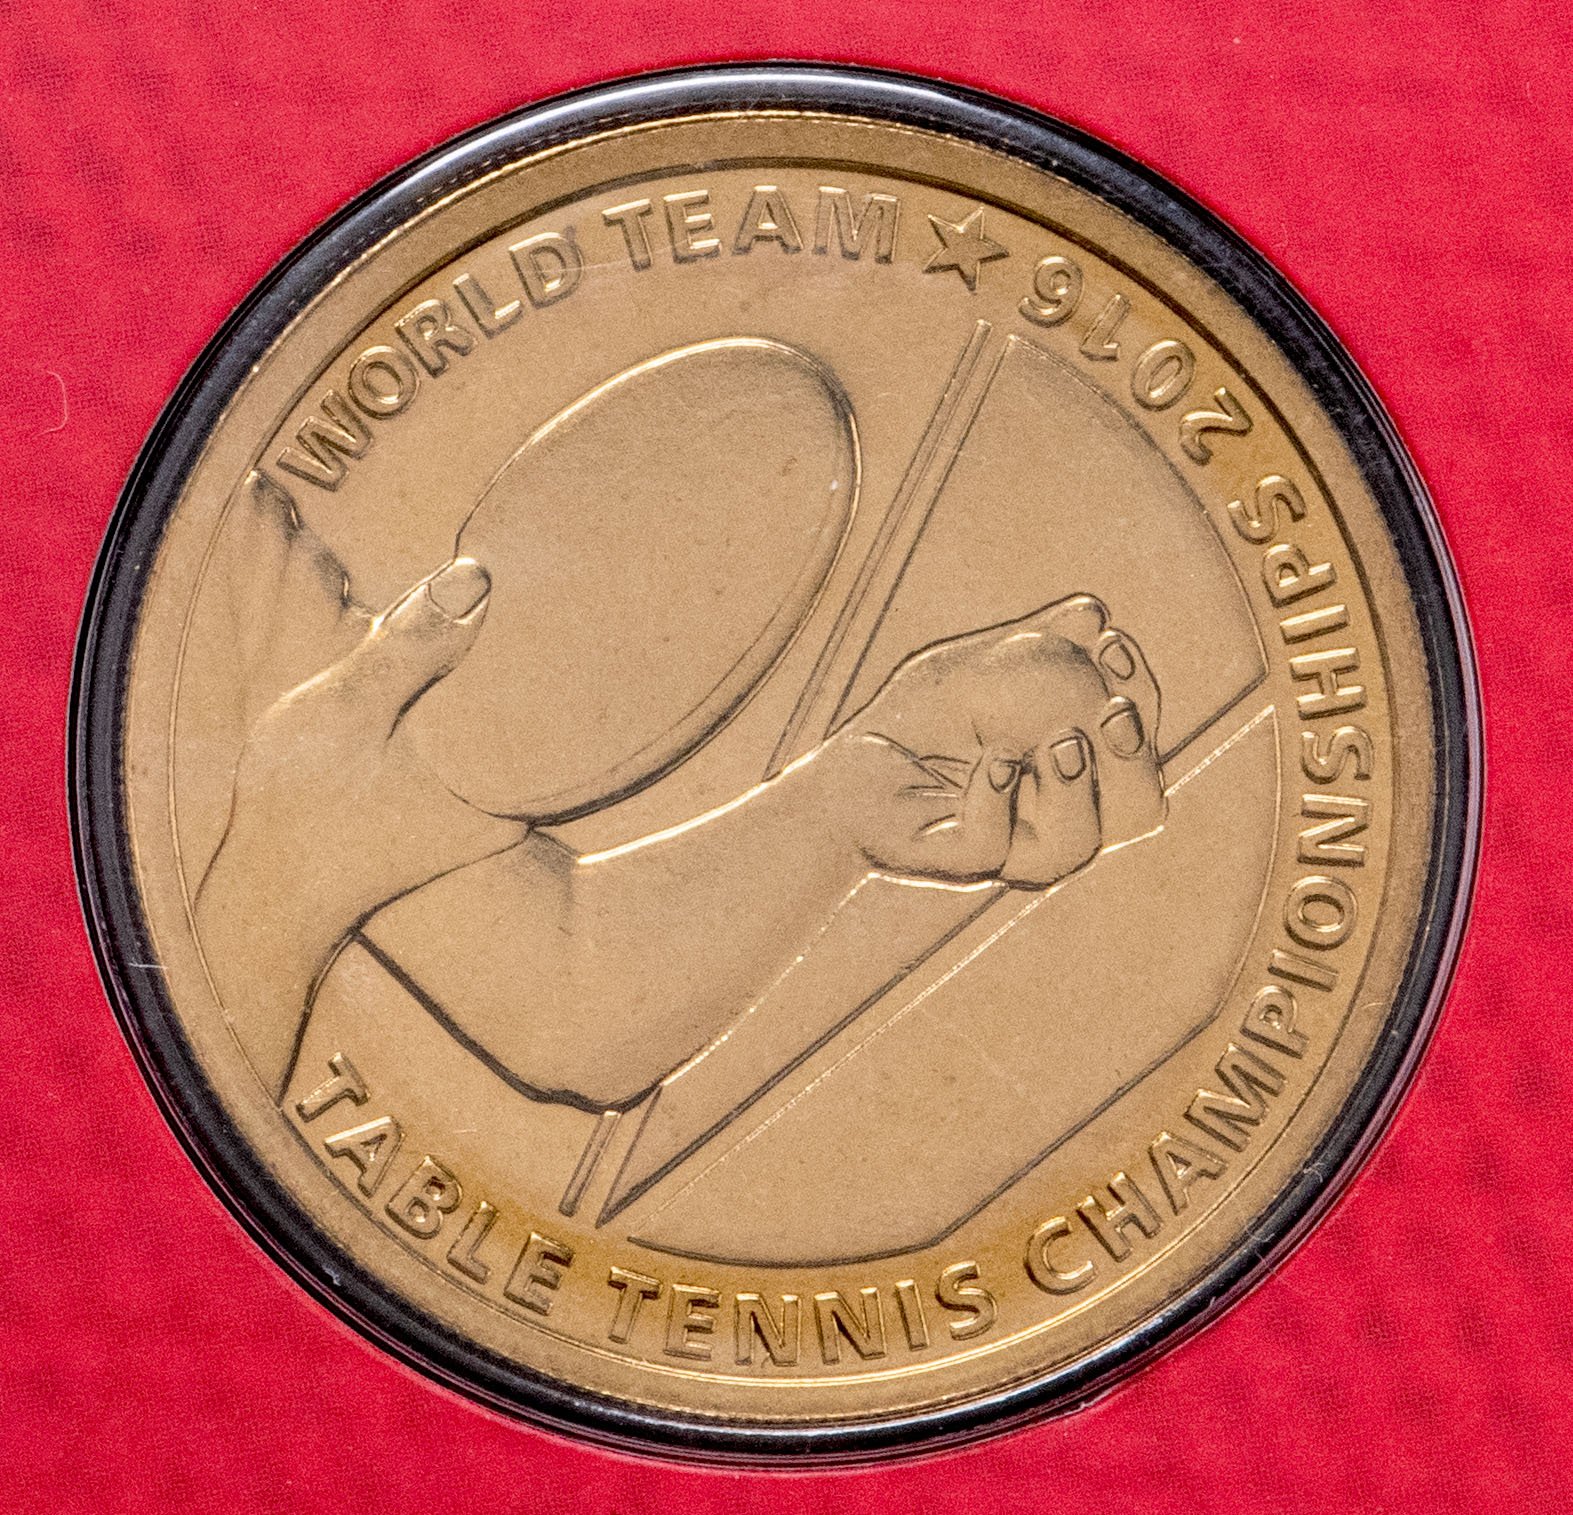 WORLD TEAM
TABLE TENNIS CHAMPIONSHIPS 2016